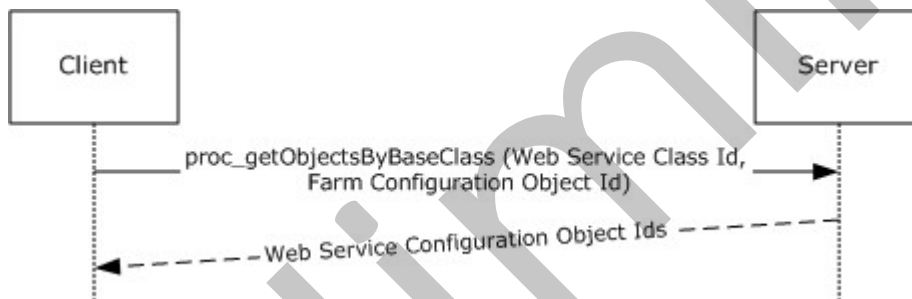 Client
Server
proc_getObjectsByBaseClass (Web Service Class Id,
Farm Configuration Object Id)
Web Service Configuration Object Ids